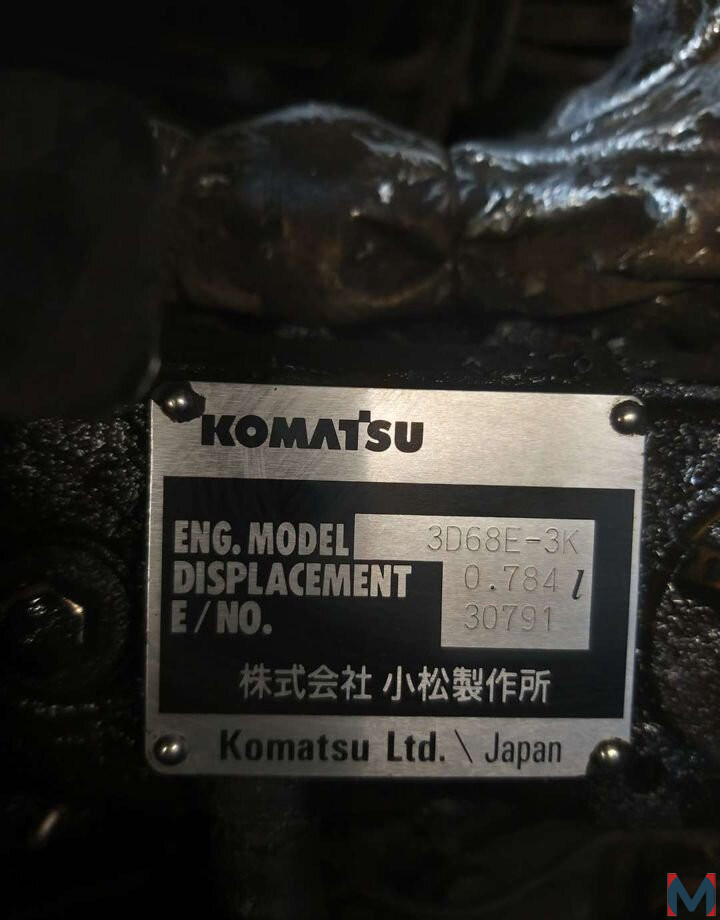 KOMATSU
ENG. MODEL 3D68E-3K
DISPLACEMENT 0.784 l
E/NO. 30791
株式会社 小松製作所
Komatsu Ltd. \ Japan
M